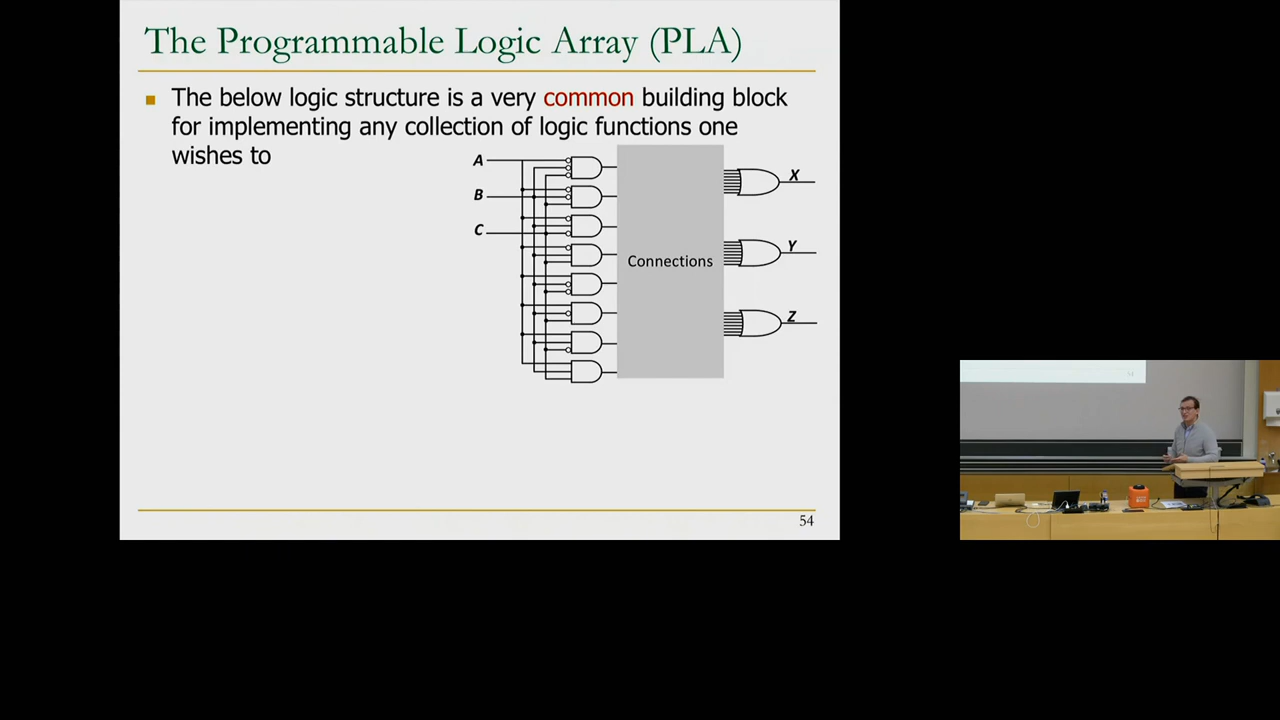 The Programmable Logic Array (PLA)
The below logic structure is a very common building block
for implementing any collection of logic functions one
wishes to
A
B
C
Connections
X
Y
Z
54